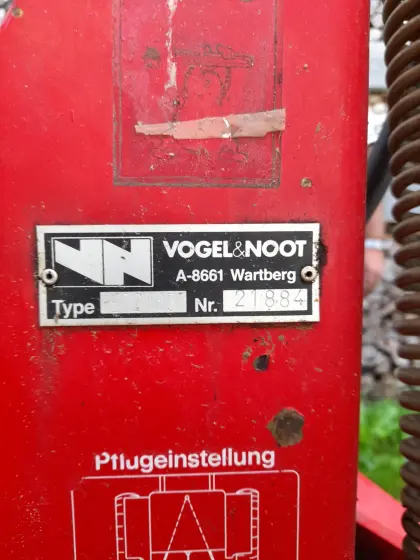 VN
VOGEL&NOOT
A-8661 Wartberg
Type Nr. 21884
Pflugeinstellung